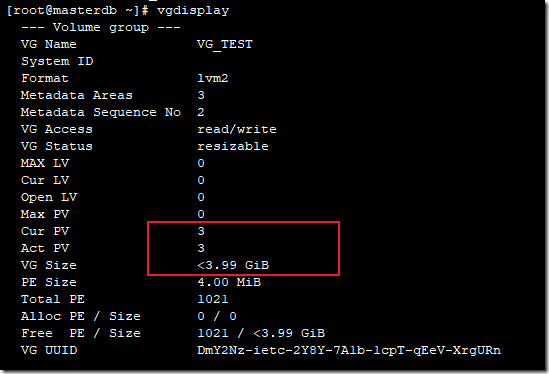 [root@masterdb ~]# vgdisplay
--- Volume group ---
VG Name VG_TEST
System ID
Format lvm2
Metadata Areas 3
Metadata Sequence No 2
VG Access read/write
VG Status resizable
MAX LV 0
Cur LV 0
Open LV 0
Max PV 0
Cur PV 3
Act PV 3
VG Size <3.99 GiB
PE Size 4.00 MiB
Total PE 1021
Alloc PE / Size 0 / 0
Free PE / Size 1021 / <3.99 GiB
VG UUID DmY2Nz-ietc-2Y8Y-7A1b-1cpT-qEeV-XrgURn